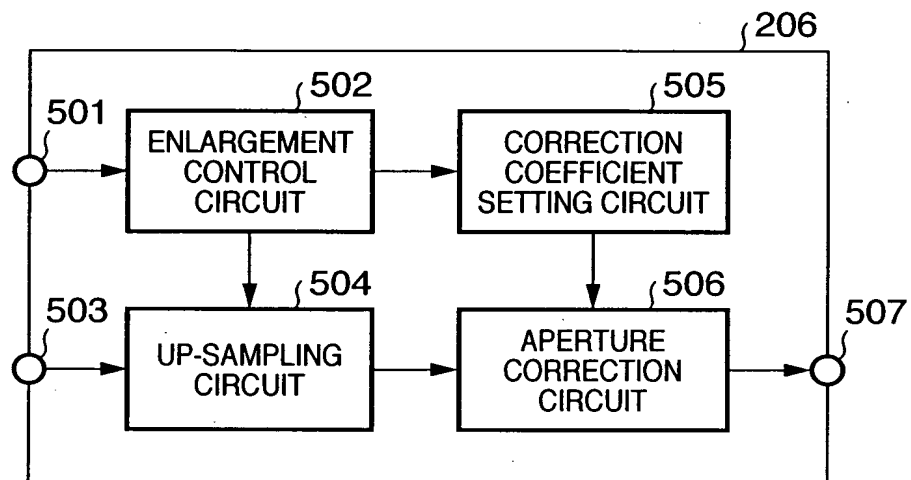 206
502
505
501
ENLARGEMENT
CONTROL
CIRCUIT
CORRECTION
COEFFICIENT
SETTING CIRCUIT
503
504
506
507
UP-SAMPLING
CIRCUIT
APERTURE
CORRECTION
CIRCUIT